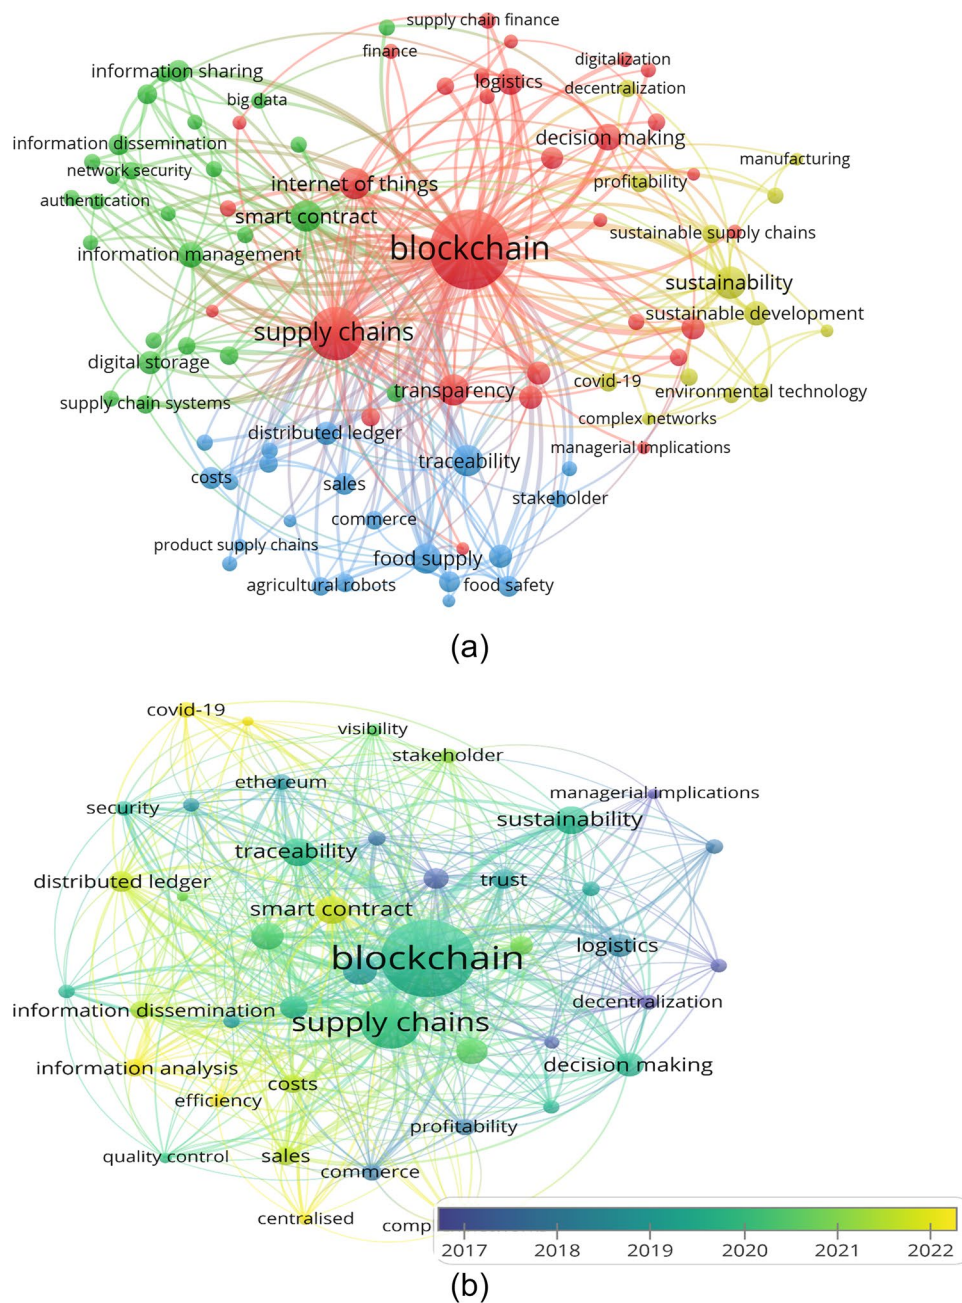 supply chain finance
finance
digitalization
information sharing
logistics
decentralization
big data
decision making
information dissemination
manufacturing
network security
internet of things
profitability
authentication
smart contract
sustainable supply chains
blockchain
information management
sustainability
sustainable development
supply chains
digital storage
covid-19
transparency
environmental technology
supply chain systems
complex networks
distributed ledger
managerial implications
traceability
costs
sales
stakeholder
commerce
product supply chains
food supply
agricultural robots
food safety
(a)
covid-19
visibility
stakeholder
ethereum
managerial implications
security
sustainability
traceability
distributed ledger
trust
smart contract
logistics
blockchain
decentralization
information dissemination
supply chains
information analysis
decision making
costs
efficiency
profitability
quality control
sales
commerce
centralised
comp
2017 2018 2019 2020 2021 2022
(b)